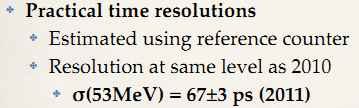 Practical time resolutions
Estimated using reference counter
Resolution at same level as 2010
σ(53MeV) = 67±3 ps (2011)